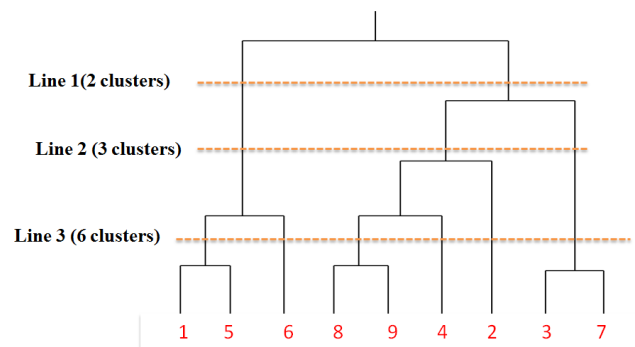 Line 1(2 clusters)
Line 2 (3 clusters)
Line 3 (6 clusters)
1 5 6 8 9 4 2 3 7